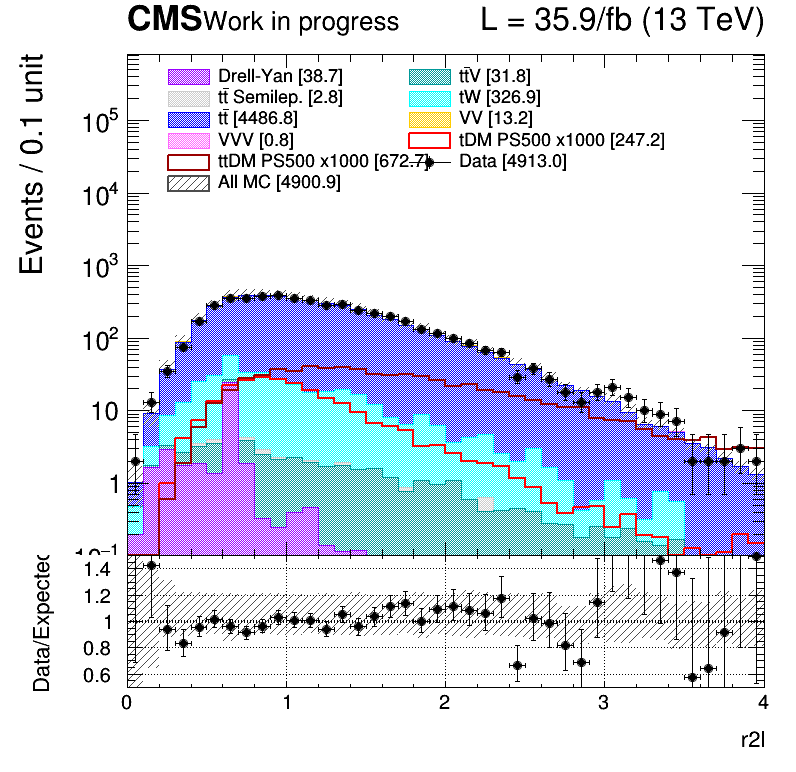 CMS Work in progress L = 35.9/fb (13 TeV)
Drell-Yan [38.7] tt̄V [31.8]
tt̄ Semilep. [2.8] tW [326.9]
tt̄ [4486.8] VV [13.2]
VVV [0.8] tDM PS500 x1000 [247.2]
ttDM PS500 x1000 [672.7] Data [4913.0]
All MC [4900.9]
Events / 0.1 unit
10⁵
10⁴
10³
10²
10
1
10⁻¹
Data/Expected
1.4
1.2
1
0.8
0.6
0 1 2 3 4
r2l